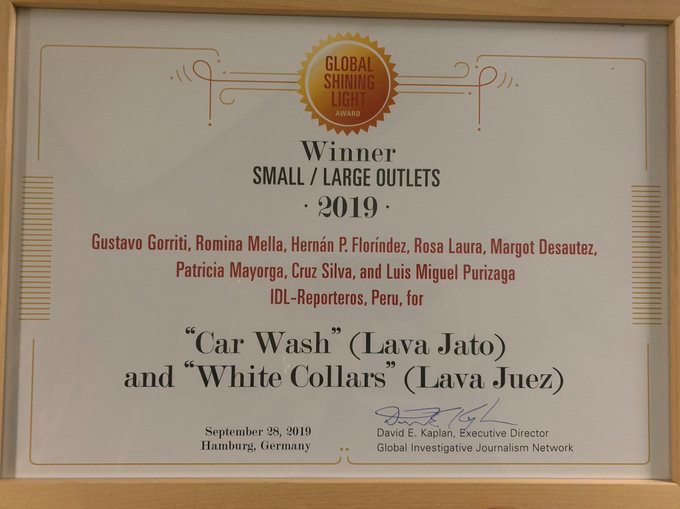 GLOBAL
SHINING
LIGHT
AWARD
Winner
SMALL / LARGE OUTLETS
· 2019 ·
Gustavo Gorriti, Romina Mella, Hernán P. Floríndez, Rosa Laura, Margot Desautez,
Patricia Mayorga, Cruz Silva, and Luis Miguel Purizaga
IDL-Reporteros, Peru, for
“Car Wash” (Lava Jato)
and “White Collars” (Lava Juez)
September 28, 2019
Hamburg, Germany
David E. Kaplan, Executive Director
Global Investigative Journalism Network